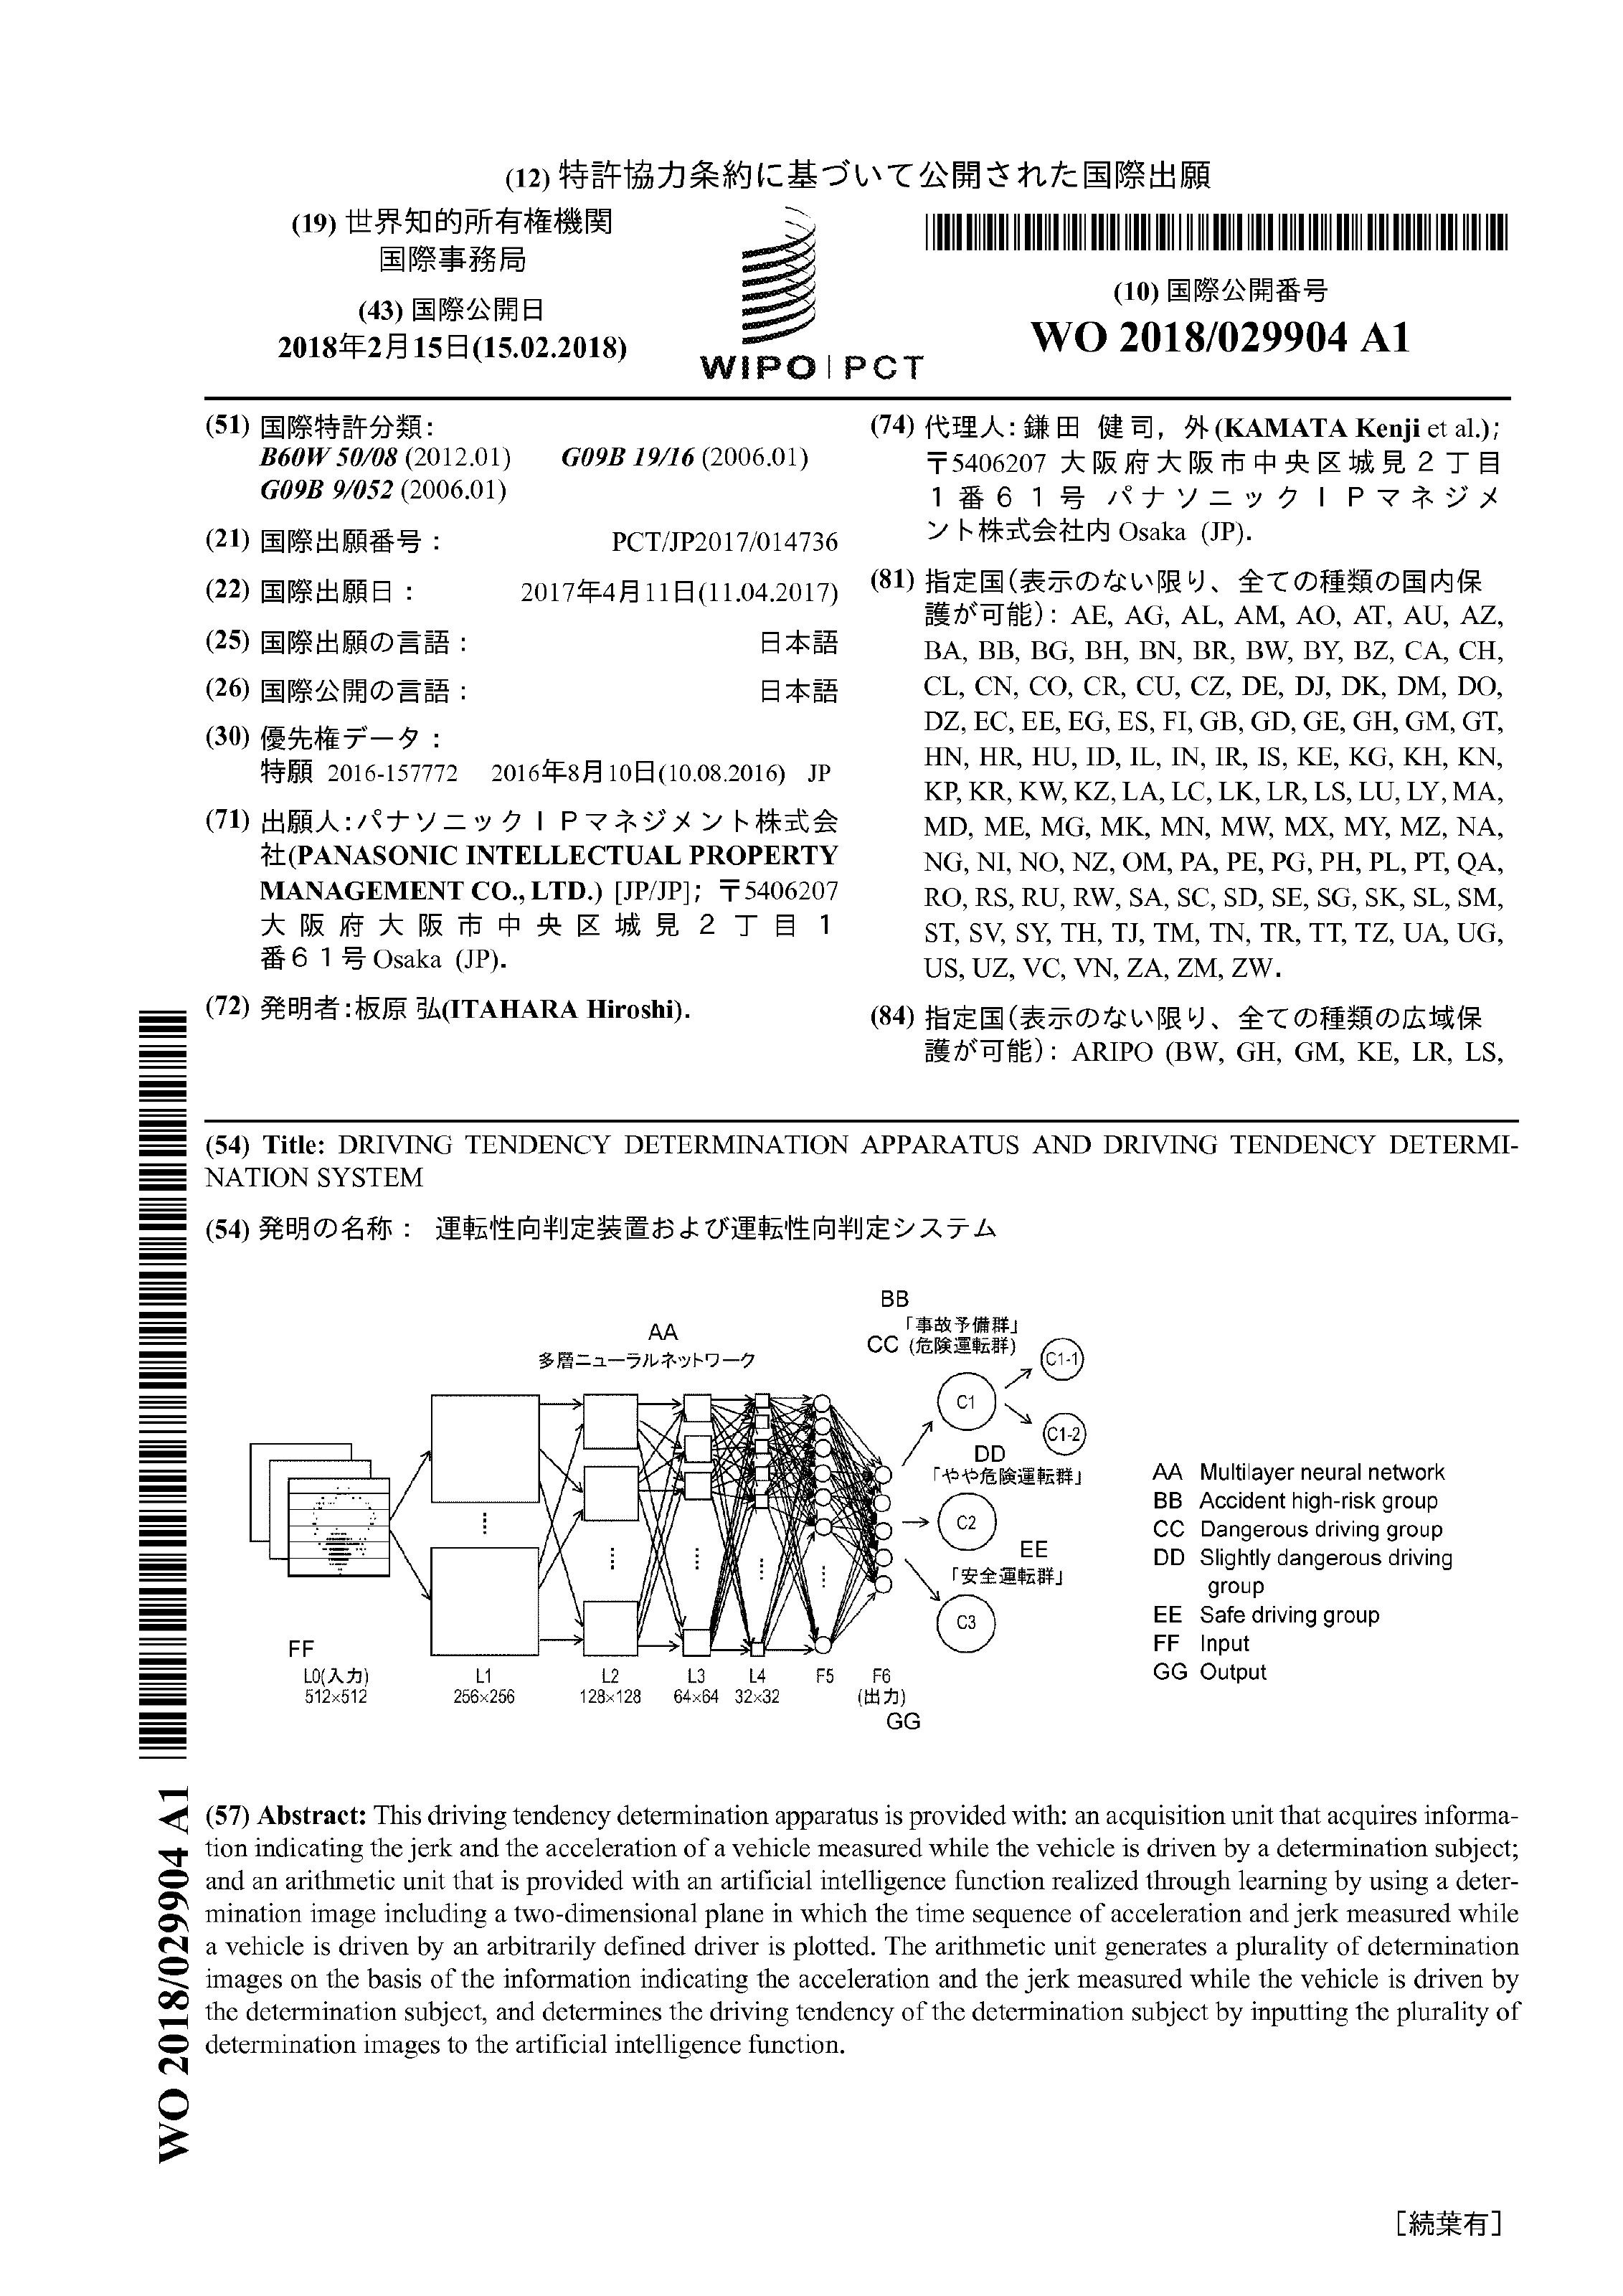 (12) 特許協力条約に基づいて公開された国際出願
(19) 世界知的所有権機関
国際事務局
(43) 国際公開日
2018年2月15日(15.02.2018)
WIPO | PCT
(10) 国際公開番号
WO 2018/029904 A1
(51) 国際特許分類:
B60W 50/08 (2012.01) G09B 19/16 (2006.01)
G09B 9/052 (2006.01)
(21) 国際出願番号: PCT/JP2017/014736
(22) 国際出願日: 2017年4月11日(11.04.2017)
(25) 国際出願の言語: 日本語
(26) 国際公開の言語: 日本語
(30) 優先権データ:
特願 2016-157772 2016年8月10日(10.08.2016) JP
(71) 出願人:パナソニックIPマネジメント株式会
社(PANASONIC INTELLECTUAL PROPERTY
MANAGEMENT CO., LTD.) [JP/JP]; 〒5406207
大阪府大阪市中央区城見2丁目1
番61号 Osaka (JP).
(72) 発明者:板原 弘(ITAHARA Hiroshi).
(74) 代理人:鎌田 健司, 外(KAMATA Kenji et al.);
〒5406207 大阪府大阪市中央区城見2丁目
1番61号 パナソニックIPマネジメ
ント株式会社内 Osaka (JP).
(81) 指定国(表示のない限り、全ての種類の国内保
護が可能): AE, AG, AL, AM, AO, AT, AU, AZ,
BA, BB, BG, BH, BN, BR, BW, BY, BZ, CA, CH,
CL, CN, CO, CR, CU, CZ, DE, DJ, DK, DM, DO,
DZ, EC, EE, EG, ES, FI, GB, GD, GE, GH, GM, GT,
HN, HR, HU, ID, IL, IN, IR, IS, KE, KG, KH, KN,
KP, KR, KW, KZ, LA, LC, LK, LR, LS, LU, LY, MA,
MD, ME, MG, MK, MN, MW, MX, MY, MZ, NA,
NG, NI, NO, NZ, OM, PA, PE, PG, PH, PL, PT, QA,
RO, RS, RU, RW, SA, SC, SD, SE, SG, SK, SL, SM,
ST, SV, SY, TH, TJ, TM, TN, TR, TT, TZ, UA, UG,
US, UZ, VC, VN, ZA, ZM, ZW.
(84) 指定国(表示のない限り、全ての種類の広域保
護が可能): ARIPO (BW, GH, GM, KE, LR, LS,
(54) Title: DRIVING TENDENCY DETERMINATION APPARATUS AND DRIVING TENDENCY DETERMI-
NATION SYSTEM
(54) 発明の名称: 運転性向判定装置および運転性向判定システム
AA
多層ニューラルネットワーク
BB
「事故予備群」
CC (危険運転群)
C1-1
C1
C1-2
DD
「やや危険運転群」
C2
EE
「安全運転群」
C3
FF
L0(入力)
512×512
L1
256×256
L2
128×128
L3
64×64
L4
32×32
F5
F6
(出力)
GG
AA Multilayer neural network
BB Accident high-risk group
CC Dangerous driving group
DD Slightly dangerous driving
group
EE Safe driving group
FF Input
GG Output
(57) Abstract: This driving tendency determination apparatus is provided with: an acquisition unit that acquires informa-
tion indicating the jerk and the acceleration of a vehicle measured while the vehicle is driven by a determination subject;
and an arithmetic unit that is provided with an artificial intelligence function realized through learning by using a deter-
mination image including a two-dimensional plane in which the time sequence of acceleration and jerk measured while
a vehicle is driven by an arbitrarily defined driver is plotted. The arithmetic unit generates a plurality of determination
images on the basis of the information indicating the acceleration and the jerk measured while the vehicle is driven by
the determination subject, and determines the driving tendency of the determination subject by inputting the plurality of
determination images to the artificial intelligence function.
WO 2018/029904 A1
[続葉有]